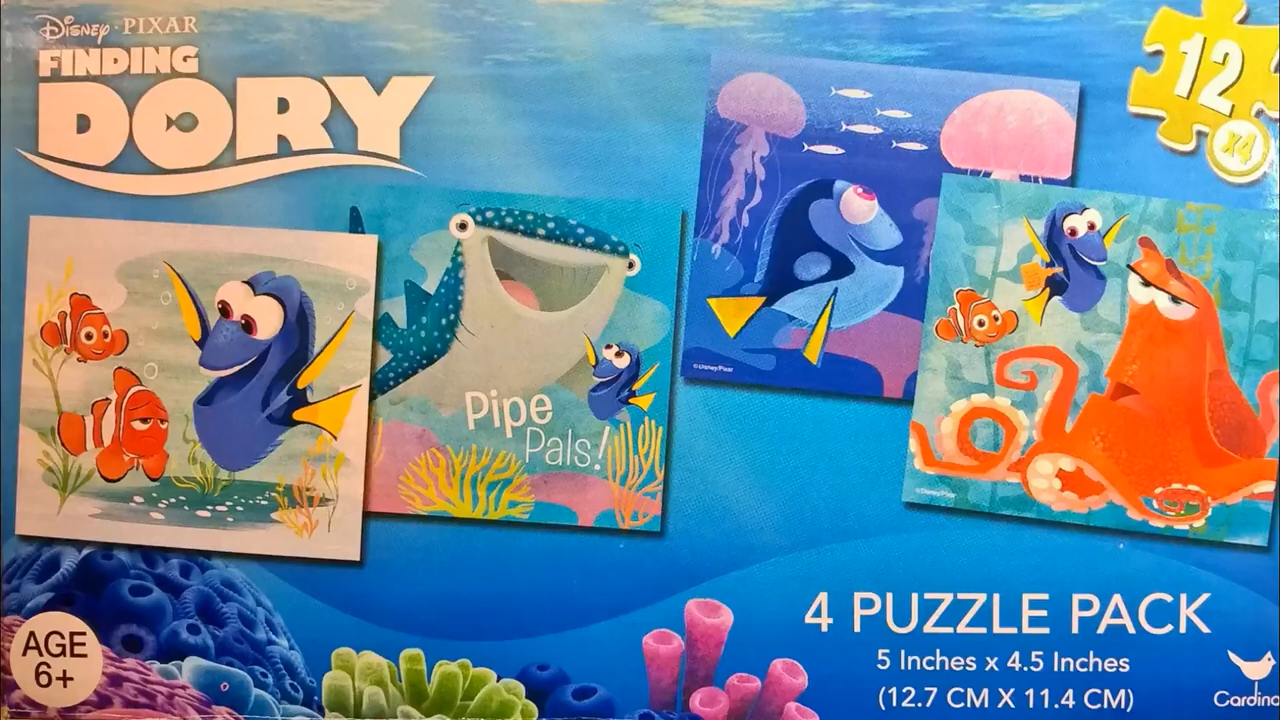 Disney · PIXAR
FINDING
DORY
12
x4
Pipe
Pals!
©Disney/Pixar
©Disney/Pixar
AGE
6+
4 PUZZLE PACK
5 Inches x 4.5 Inches
(12.7 CM X 11.4 CM)
Cardina